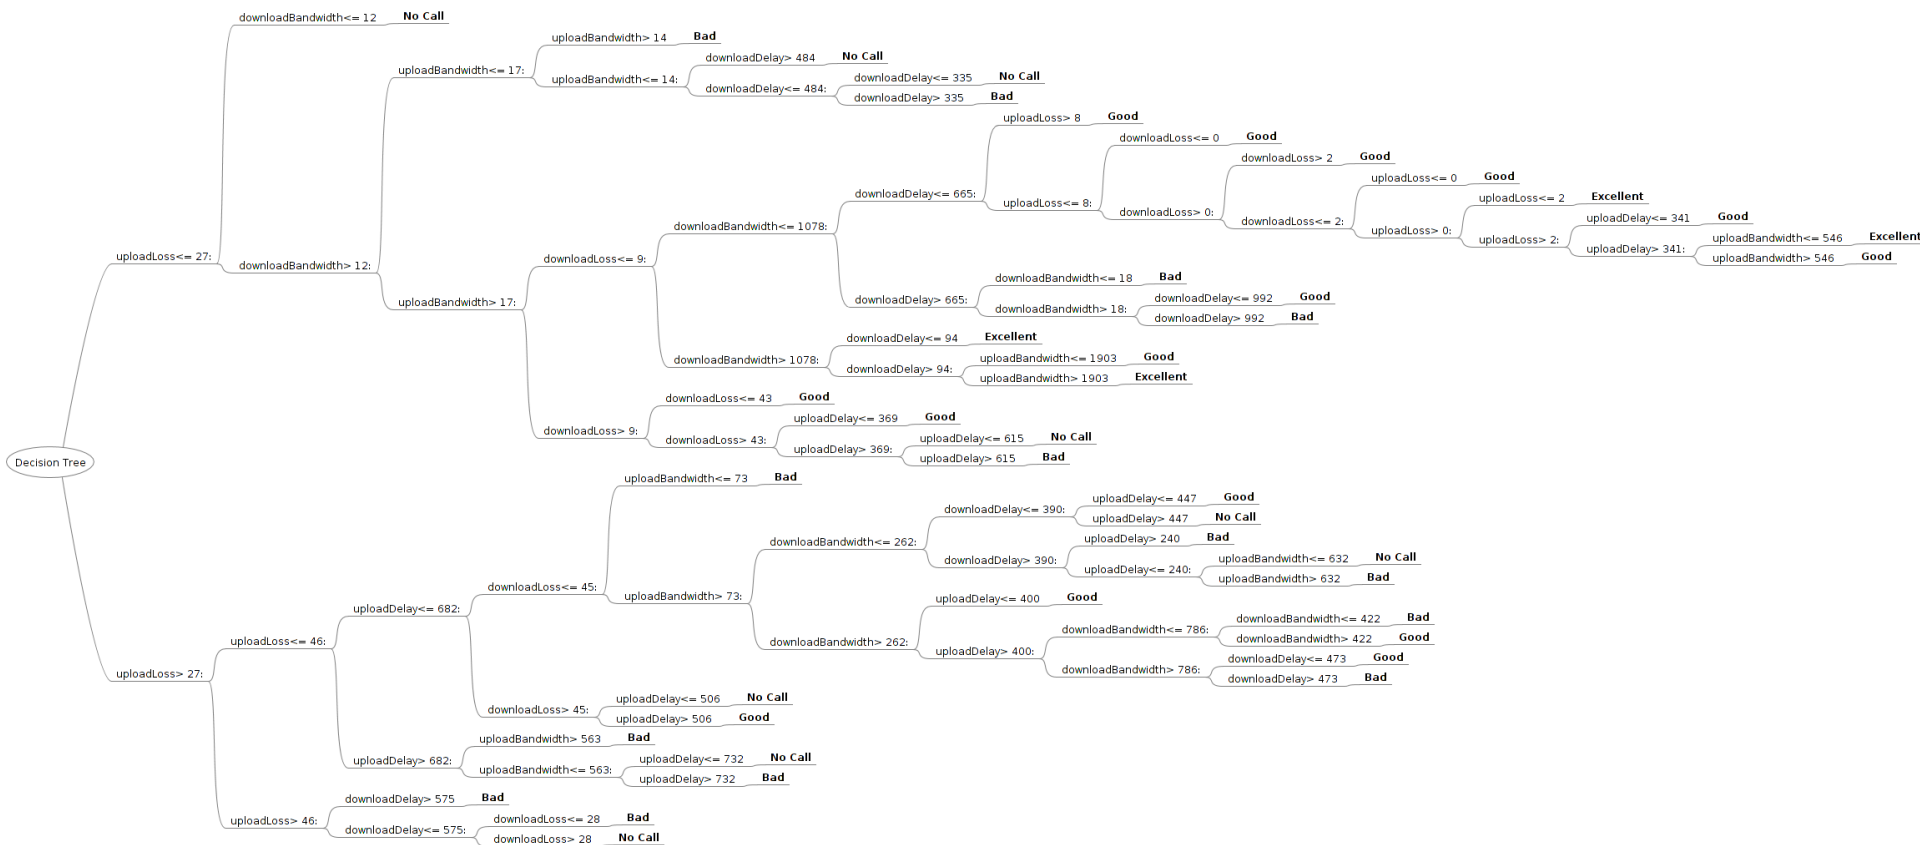 downloadBandwidth<= 12 No Call
uploadBandwidth> 14 Bad
downloadDelay> 484 No Call
uploadBandwidth<= 17:
uploadBandwidth<= 14:
downloadDelay<= 335 No Call
downloadDelay<= 484:
downloadDelay> 335 Bad
uploadLoss> 8 Good
downloadLoss<= 0 Good
downloadLoss> 2 Good
uploadLoss<= 0 Good
downloadDelay<= 665:
uploadLoss<= 2 Excellent
uploadLoss<= 8:
downloadLoss> 0:
uploadDelay<= 341 Good
downloadLoss<= 2:
downloadBandwidth<= 1078:
uploadLoss> 0:
uploadLoss> 2:
uploadBandwidth<= 546 Excellent
uploadDelay> 341:
uploadLoss<= 27:
downloadLoss<= 9:
uploadBandwidth> 546 Good
downloadBandwidth> 12:
downloadBandwidth<= 18 Bad
downloadDelay> 665:
downloadDelay<= 992 Good
uploadBandwidth> 17:
downloadBandwidth> 18:
downloadDelay> 992 Bad
downloadDelay<= 94 Excellent
downloadBandwidth> 1078:
uploadBandwidth<= 1903 Good
downloadDelay> 94:
uploadBandwidth> 1903 Excellent
downloadLoss<= 43 Good
uploadDelay<= 369 Good
downloadLoss> 9:
downloadLoss> 43:
uploadDelay<= 615 No Call
uploadDelay> 369:
uploadDelay> 615 Bad
Decision Tree
uploadBandwidth<= 73 Bad
uploadDelay<= 447 Good
downloadDelay<= 390:
uploadDelay> 447 No Call
downloadBandwidth<= 262:
uploadDelay> 240 Bad
downloadDelay> 390:
uploadBandwidth<= 632 No Call
uploadDelay<= 240:
uploadBandwidth> 632 Bad
downloadLoss<= 45:
uploadBandwidth> 73:
uploadDelay<= 400 Good
uploadDelay<= 682:
downloadBandwidth<= 422 Bad
downloadBandwidth<= 786:
downloadBandwidth> 422 Good
uploadLoss<= 46:
downloadBandwidth> 262:
uploadDelay> 400:
downloadDelay<= 473 Good
downloadBandwidth> 786:
downloadDelay> 473 Bad
uploadLoss> 27:
uploadDelay<= 506 No Call
downloadLoss> 45:
uploadDelay> 506 Good
uploadBandwidth> 563 Bad
uploadDelay> 682:
uploadDelay<= 732 No Call
uploadBandwidth<= 563:
uploadDelay> 732 Bad
downloadDelay> 575 Bad
uploadLoss> 46:
downloadLoss<= 28 Bad
downloadDelay<= 575:
downloadLoss> 28 No Call